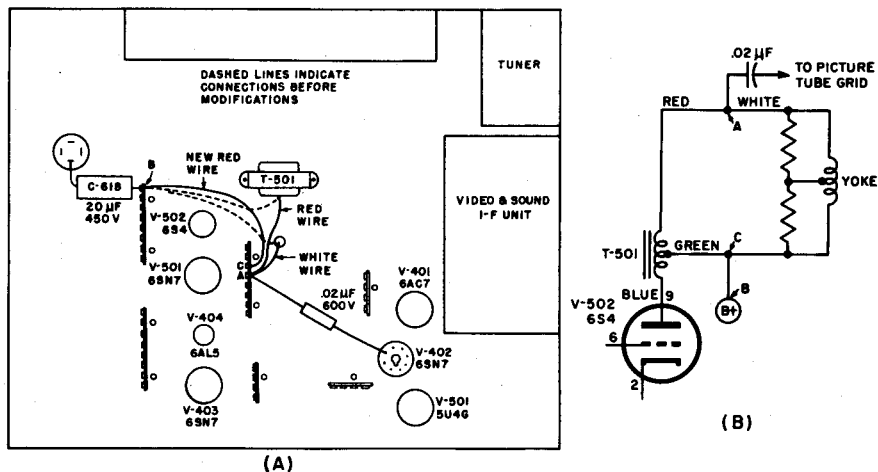 DASHED LINES INDICATE
CONNECTIONS BEFORE
MODIFICATIONS
TUNER
B
NEW RED
WIRE
T-501
C-618
20 µF
450V
RED
WIRE
V-502
6S4
VIDEO & SOUND
I-F UNIT
WHITE
WIRE
V-501
6SN7
C
A
V-401
6AC7
.02µF
600V
V-404
6AL5
V-402
6SN7
V-403
6SN7
V-501
5U4G
(A)
.02 µF
TO PICTURE
TUBE GRID
RED
WHITE
A
YOKE
T-501
GREEN
C
B
B+
BLUE
9
V-502
6S4
6
2
(B)